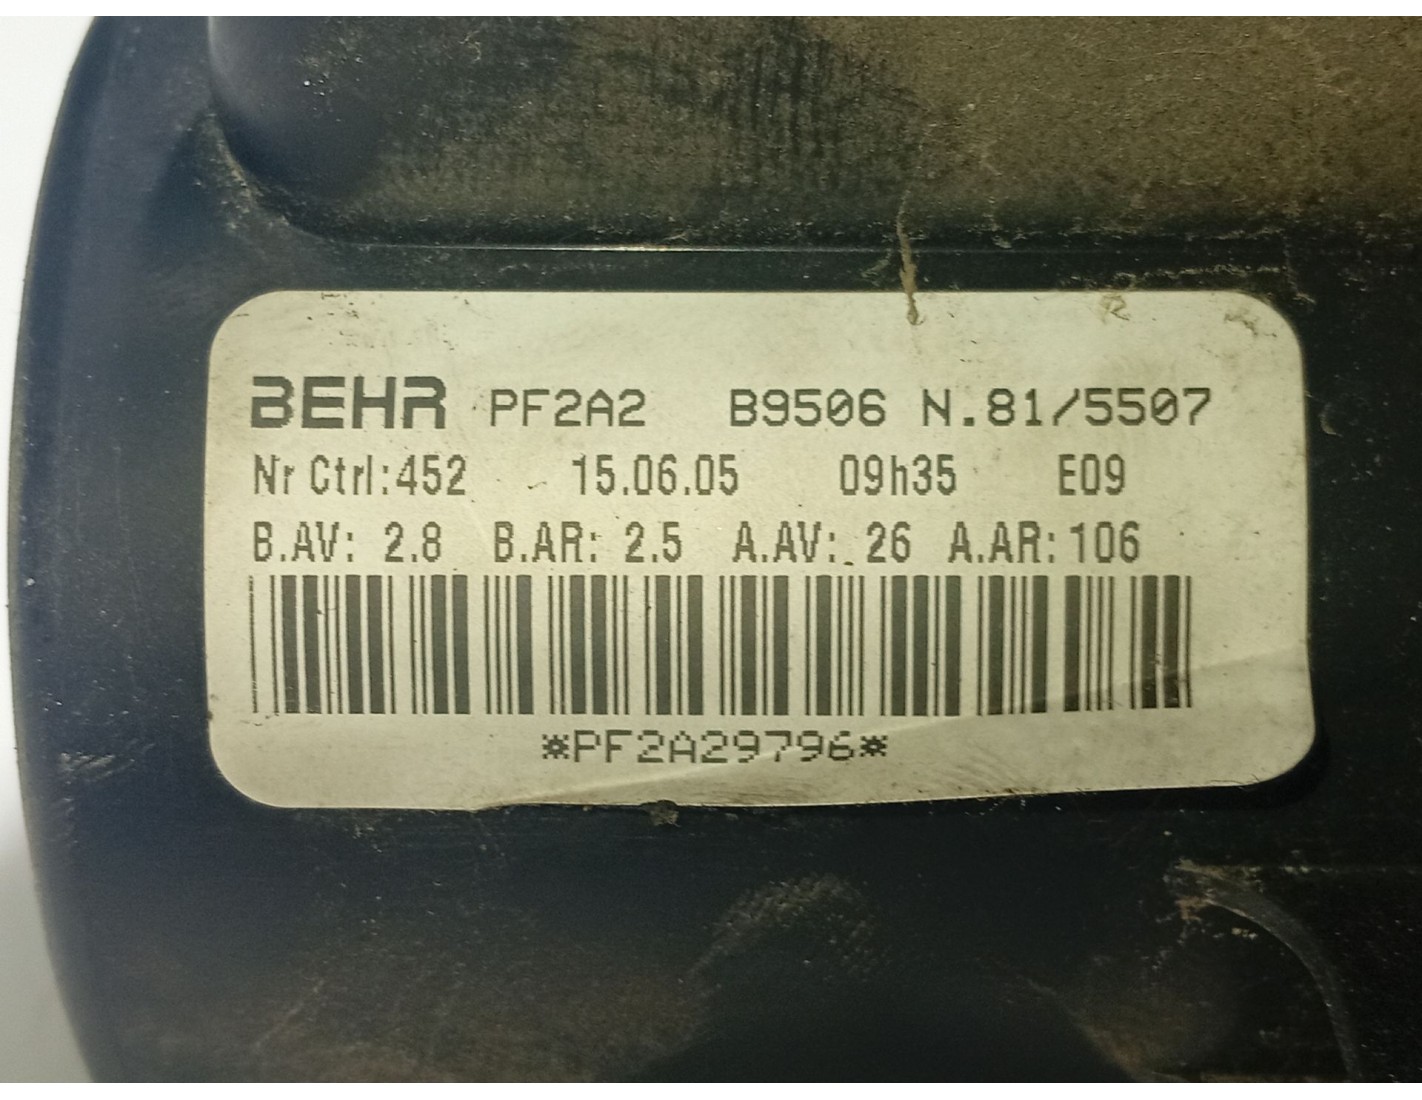 BEHR PF2A2 B9506 N.81/5507
Nr Ctrl:452 15.06.05 09h35 E09
B.AV: 2.8 B.AR: 2.5 A.AV: 26 A.AR:106
*PF2A29796*